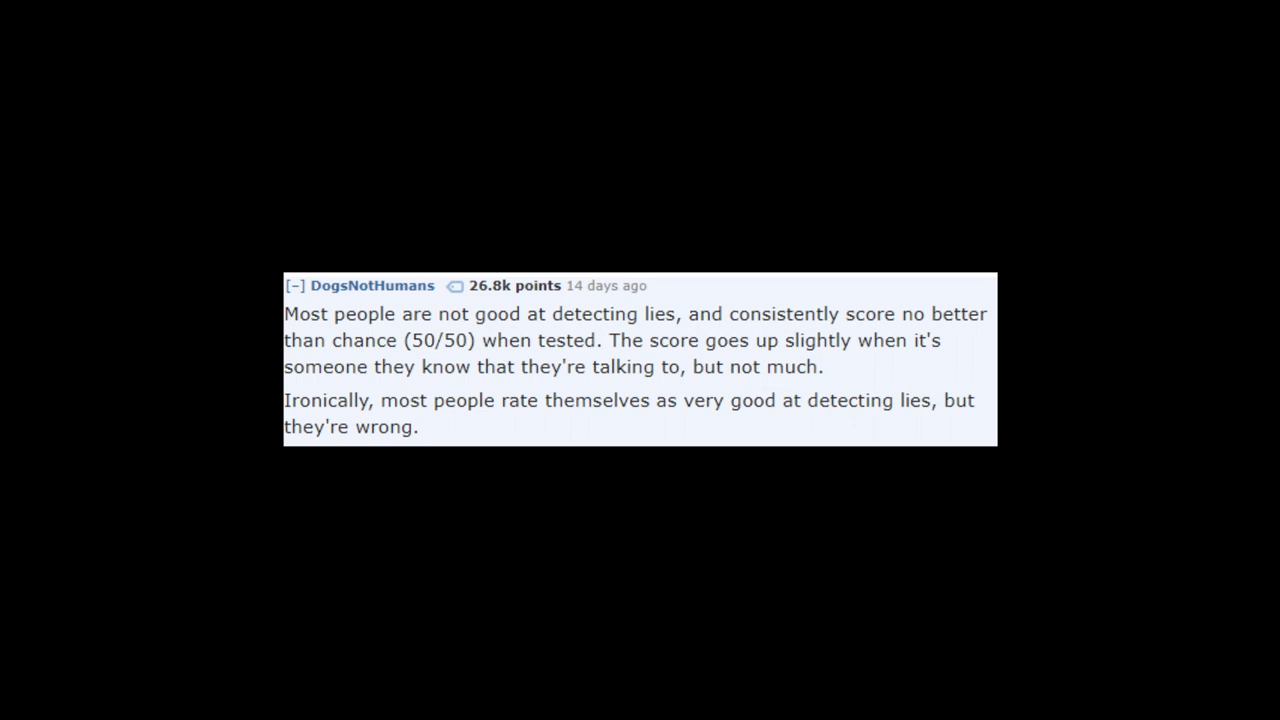 [–] DogsNotHumans 26.8k points 14 days ago
Most people are not good at detecting lies, and consistently score no better
than chance (50/50) when tested. The score goes up slightly when it's
someone they know that they're talking to, but not much.
Ironically, most people rate themselves as very good at detecting lies, but
they're wrong.